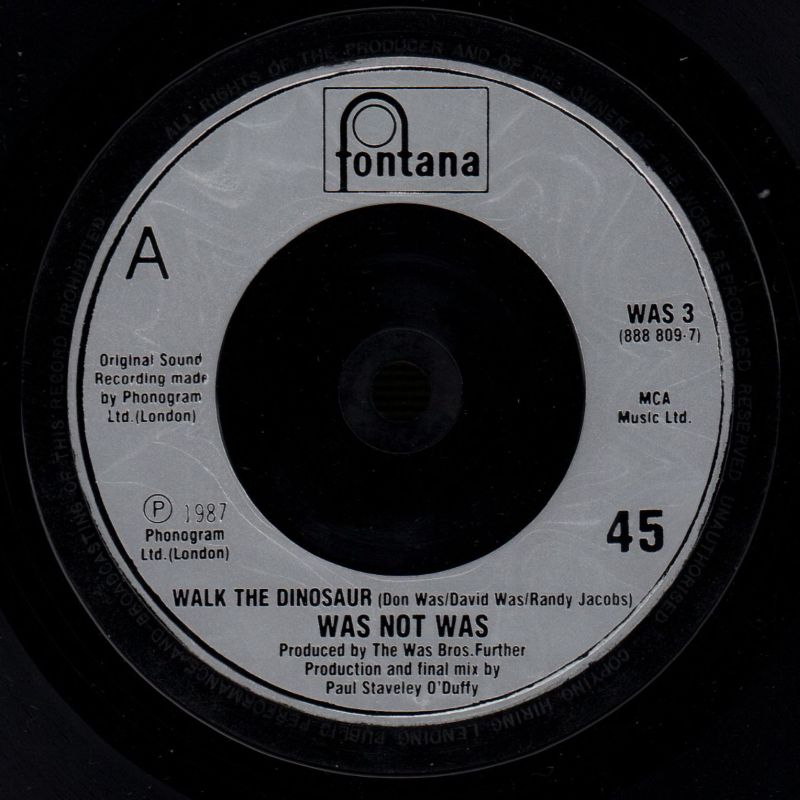 ALL RIGHTS OF THE PRODUCER AND OF THE OWNER OF THE WORK REPRODUCED RESERVED UNAUTHORISED COPYING HIRING LENDING PUBLIC PERFORMANCE AND BROADCASTING OF THIS RECORD PROHIBITED
fontana
A
WAS 3
(888 809-7)
Original Sound
Recording made
by Phonogram
Ltd.(London)
MCA
Music Ltd.
Ⓟ 1987
Phonogram
Ltd.(London)
45
WALK THE DINOSAUR (Don Was/David Was/Randy Jacobs)
WAS NOT WAS
Produced by The Was Bros.Further
Production and final mix by
Paul Staveley O'Duffy